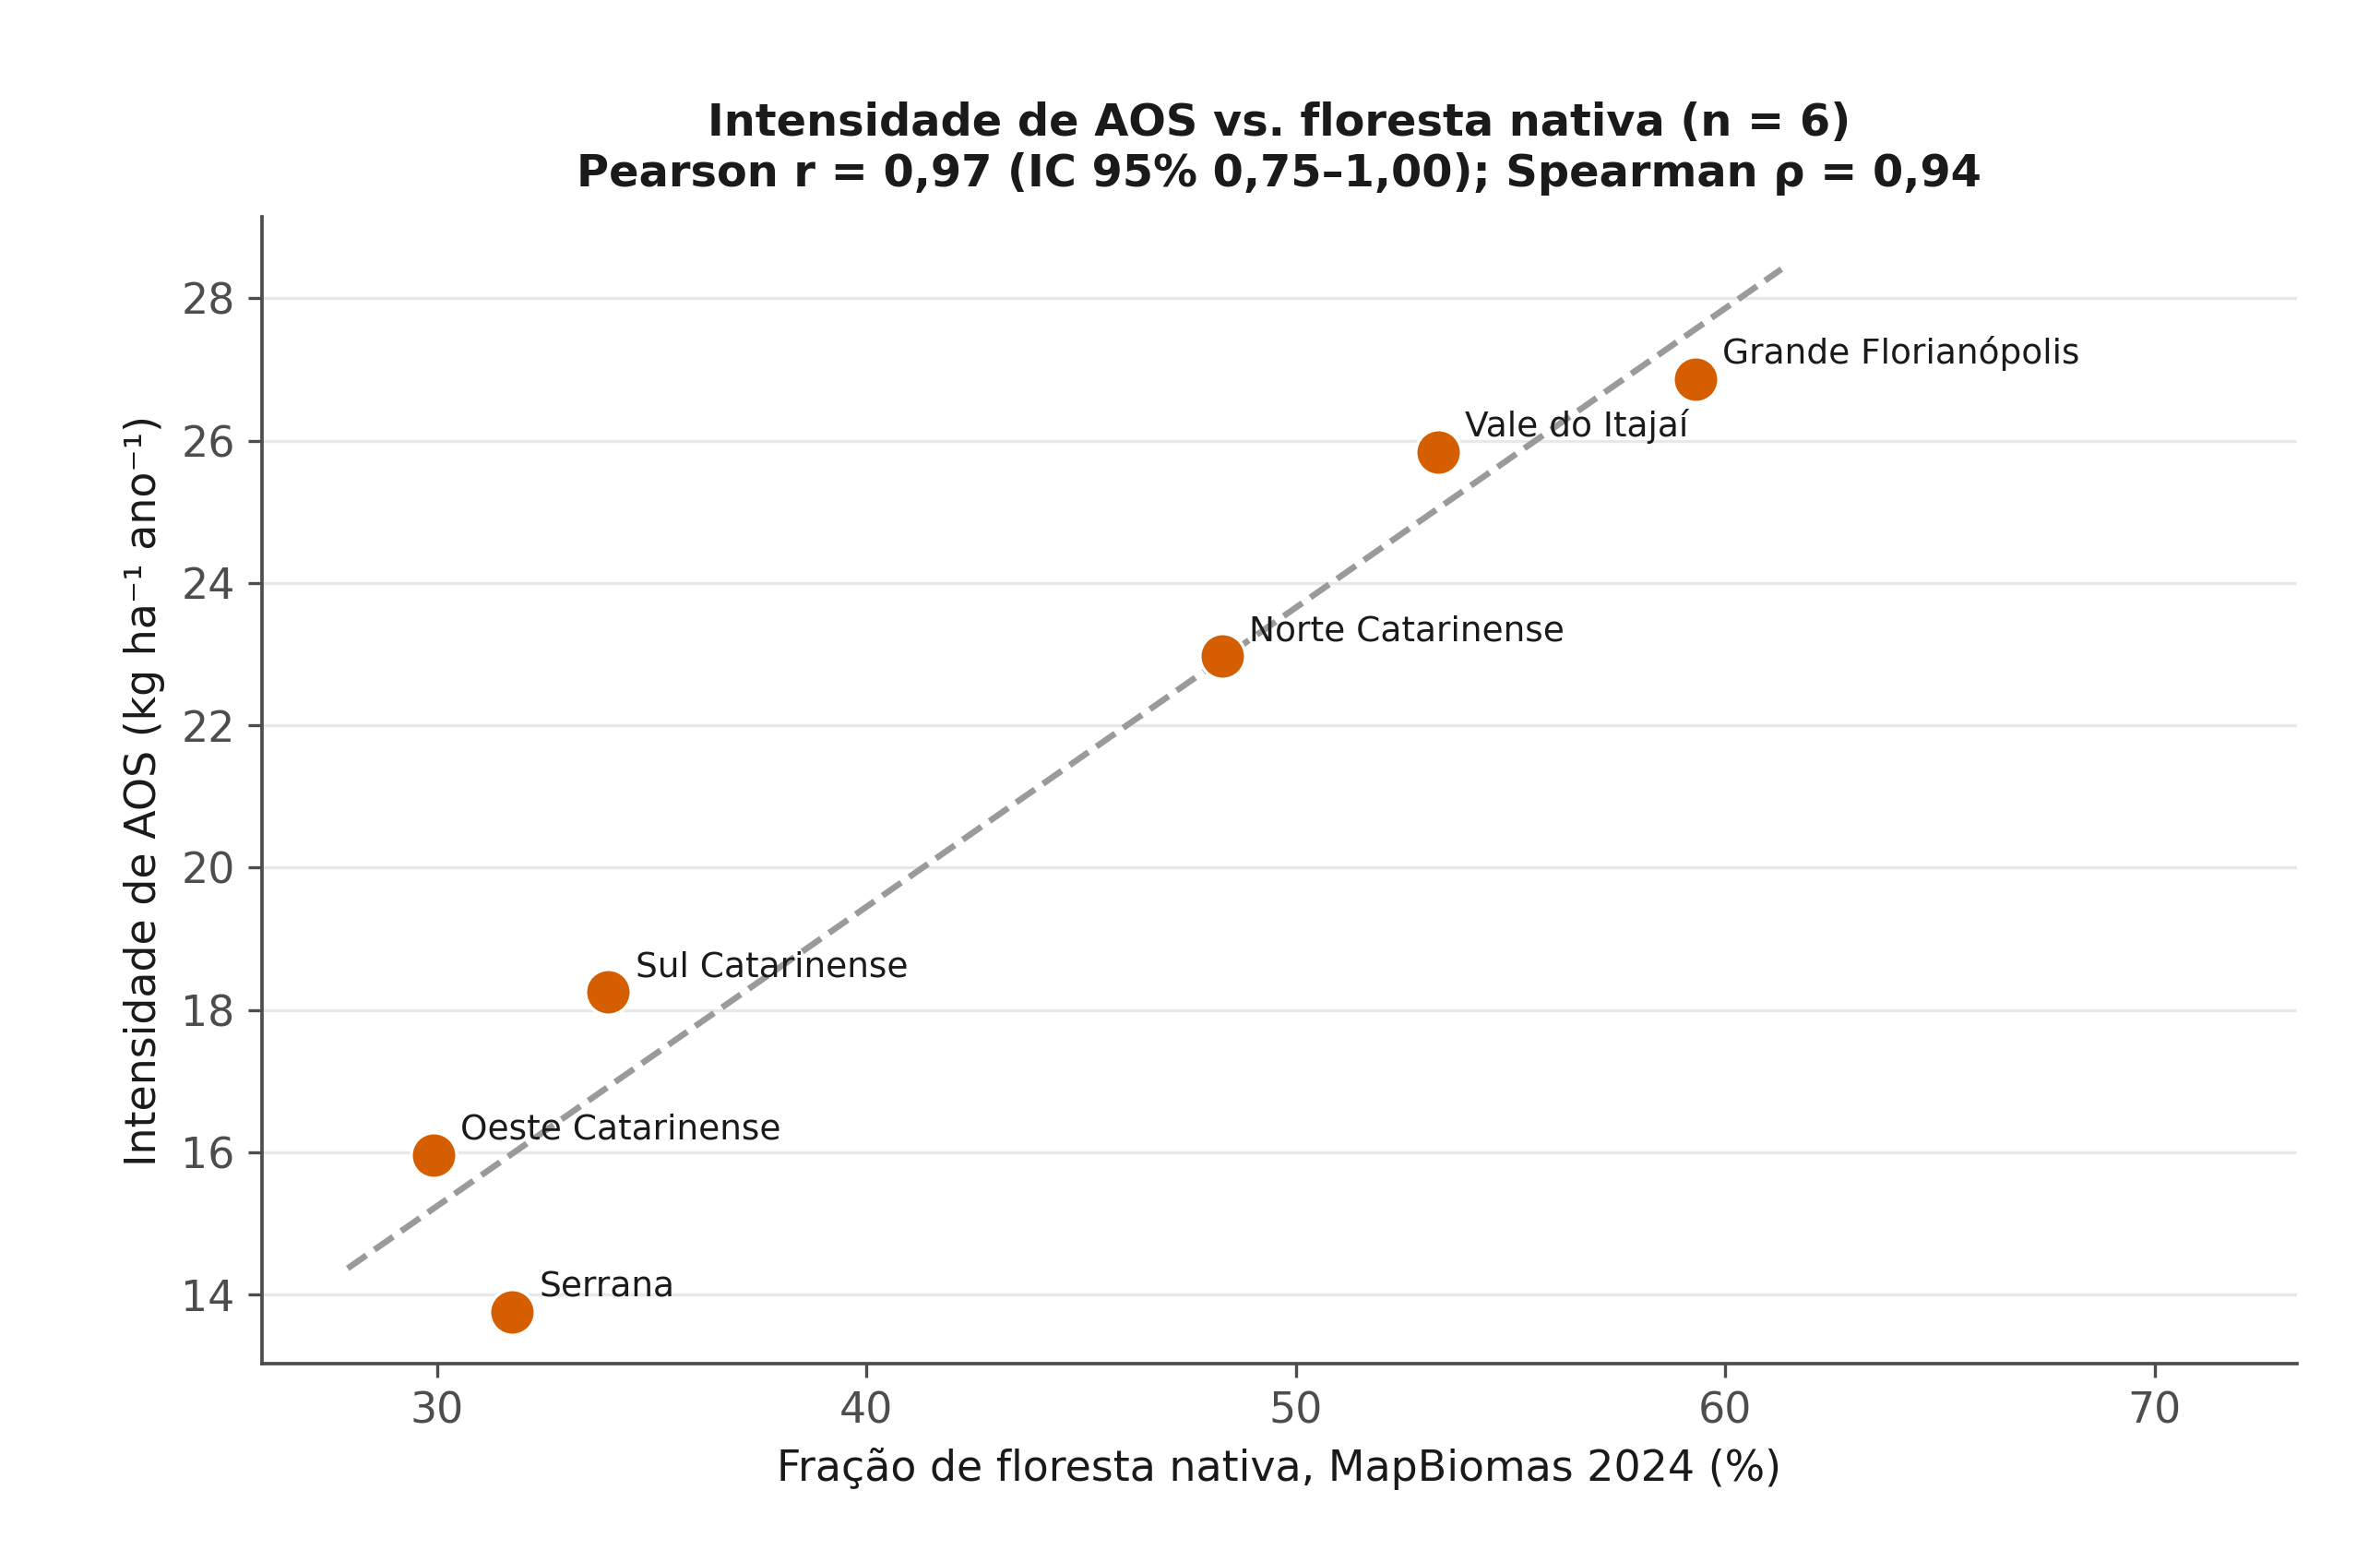 Intensidade de AOS vs. floresta nativa (n = 6)
Pearson r = 0,97 (IC 95% 0,75–1,00); Spearman ρ = 0,94
Intensidade de AOS (kg ha⁻¹ ano⁻¹)
28
26
24
22
20
18
16
14
Grande Florianópolis
Vale do Itajaí
Norte Catarinense
Sul Catarinense
Oeste Catarinense
Serrana
30 40 50 60 70
Fração de floresta nativa, MapBiomas 2024 (%)